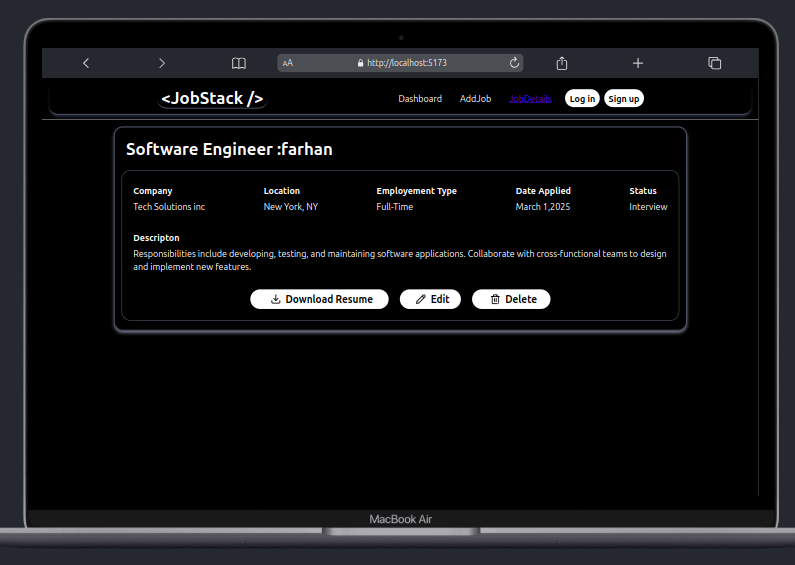 AA http://localhost:5173
<JobStack /> Dashboard AddJob JobDetails Log in Sign up
Software Engineer :farhan
Company Location Employement Type Date Applied Status
Tech Solutions inc New York, NY Full-Time March 1,2025 Interview
Descripton
Responsibilities include developing, testing, and maintaining software applications. Collaborate with cross-functional teams to design
and implement new features.
Download Resume Edit Delete
MacBook Air